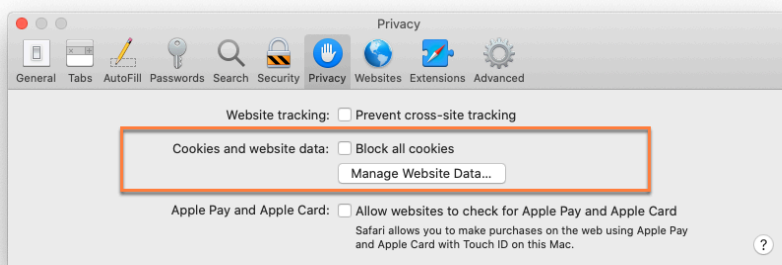 Privacy
General Tabs AutoFill Passwords Search Security Privacy Websites Extensions Advanced
Website tracking: Prevent cross-site tracking
Cookies and website data: Block all cookies
Manage Website Data...
Apple Pay and Apple Card: Allow websites to check for Apple Pay and Apple Card
Safari allows you to make purchases on the web using Apple Pay
and Apple Card with Touch ID on this Mac.
?